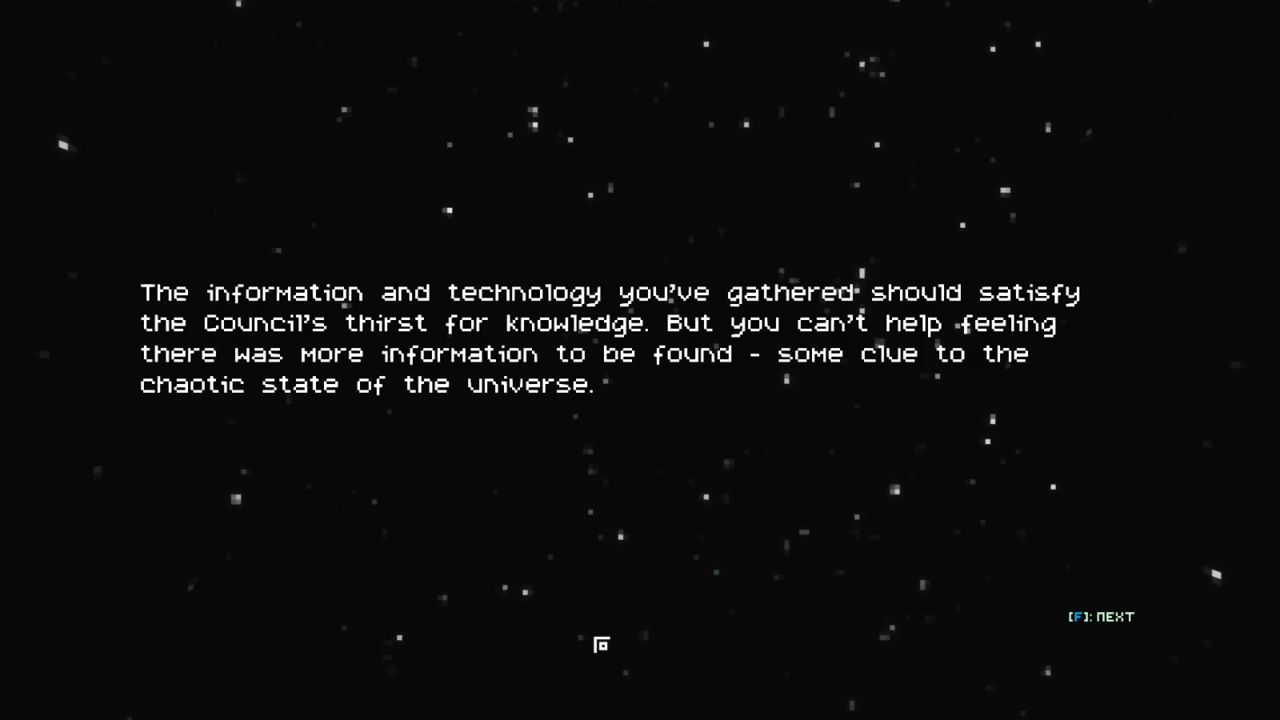 The information and technology you've gathered should satisfy
the Council's thirst for knowledge. But you can't help feeling
there was more information to be found - some clue to the
chaotic state of the universe.
[F]: NEXT